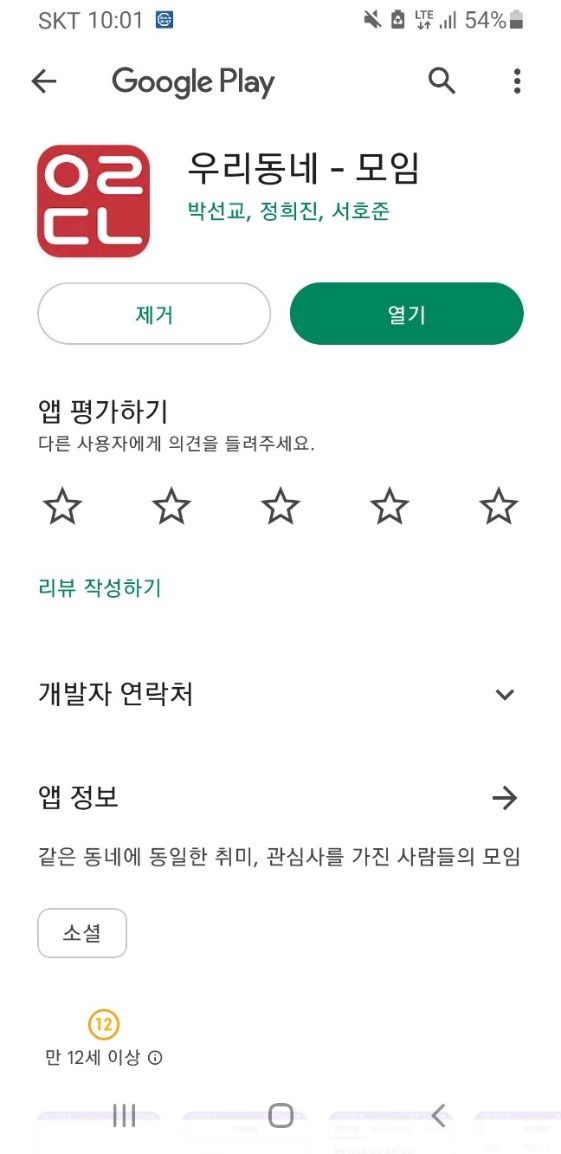 SKT 10:01
LTE 54%
Google Play
우리동네 - 모임
박선교, 정희진, 서호준
제거
열기
앱 평가하기
다른 사용자에게 의견을 들려주세요.
리뷰 작성하기
개발자 연락처
앱 정보
같은 동네에 동일한 취미, 관심사를 가진 사람들의 모임
소셜
12
만 12세 이상